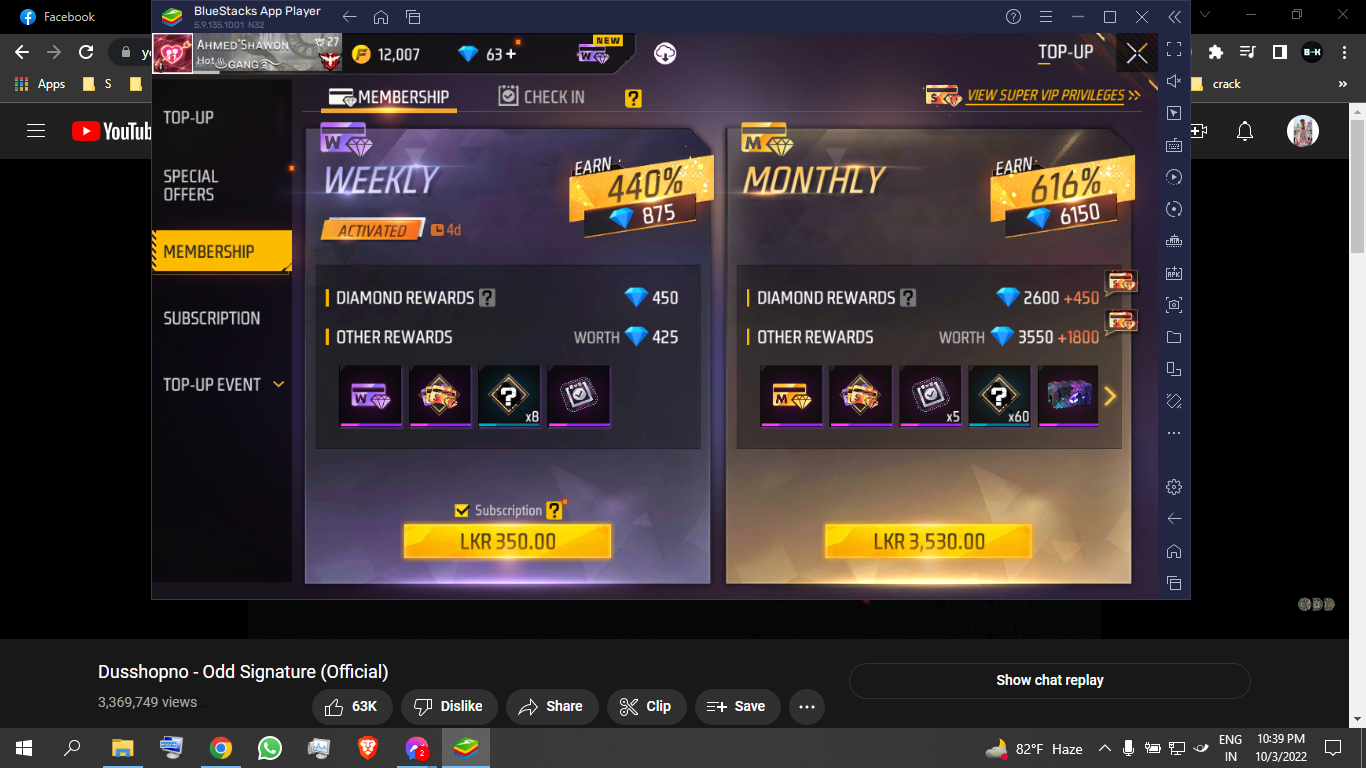 Facebook
BlueStacks App Player
5.9.135.1001 N32
Apps
S
crack
B-K
YouTub
AHMED'SHAWON
27
Hot
GANG 3
F
12,007
63 +
NEW
W
TOP-UP
TOP-UP
SPECIAL
OFFERS
MEMBERSHIP
SUBSCRIPTION
TOP-UP EVENT
MEMBERSHIP
CHECK IN
?
S
VIEW SUPER VIP PRIVILEGES >>
W
WEEKLY
EARN
440%
875
ACTIVATED
4d
DIAMOND REWARDS ?
450
OTHER REWARDS
WORTH 425
W
?
x8
Subscription ?
LKR 350.00
M
MONTHLY
EARN
616%
6150
DIAMOND REWARDS ?
2600 +450
OTHER REWARDS
WORTH 3550 +1800
M
x5
?
x60
LKR 3,530.00
Dusshopno - Odd Signature (Official)
3,369,749 views
63K
Dislike
Share
Clip
Save
Show chat replay
2
82°F Haze
ENG
IN
10:39 PM
10/3/2022